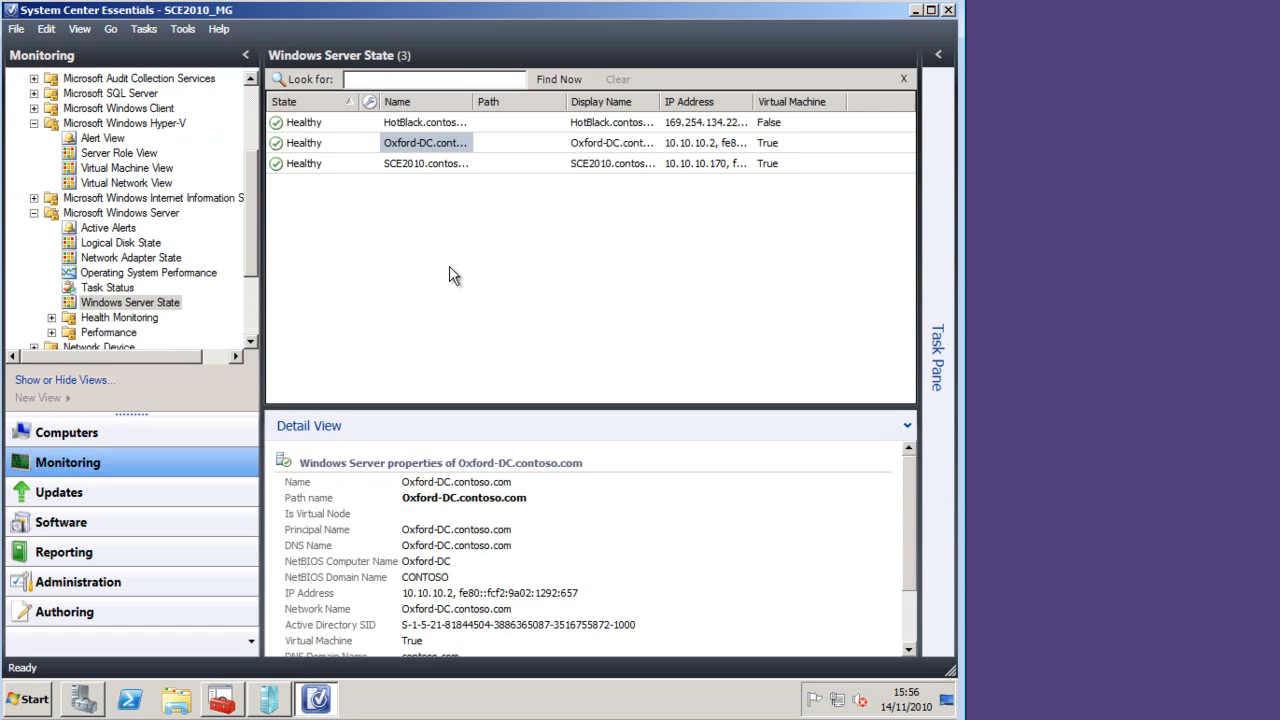 System Center Essentials - SCE2010_MG
File Edit View Go Tasks Tools Help
Monitoring
Microsoft Audit Collection Services
Microsoft SQL Server
Microsoft Windows Client
Microsoft Windows Hyper-V
Alert View
Server Role View
Virtual Machine View
Virtual Network View
Microsoft Windows Internet Information S
Microsoft Windows Server
Active Alerts
Logical Disk State
Network Adapter State
Operating System Performance
Task Status
Windows Server State
Health Monitoring
Performance
Network Device
Show or Hide Views...
New View
Computers
Monitoring
Updates
Software
Reporting
Administration
Authoring
Windows Server State (3)
Look for: Find Now Clear X
State Name Path Display Name IP Address Virtual Machine
Healthy HotBlack.contos... HotBlack.contos... 169.254.134.22... False
Healthy Oxford-DC.cont... Oxford-DC.cont... 10.10.10.2, fe8... True
Healthy SCE2010.contos... SCE2010.contos... 10.10.10.170, f... True
Task Pane
Detail View
Windows Server properties of Oxford-DC.contoso.com
Name Oxford-DC.contoso.com
Path name Oxford-DC.contoso.com
Is Virtual Node
Principal Name Oxford-DC.contoso.com
DNS Name Oxford-DC.contoso.com
NetBIOS Computer Name Oxford-DC
NetBIOS Domain Name CONTOSO
IP Address 10.10.10.2, fe80::fcf2:9a02:1292:657
Network Name Oxford-DC.contoso.com
Active Directory SID S-1-5-21-81844504-3886365087-3516755872-1000
Virtual Machine True
DNS Domain Name contoso.com
Ready
Start
15:56
14/11/2010